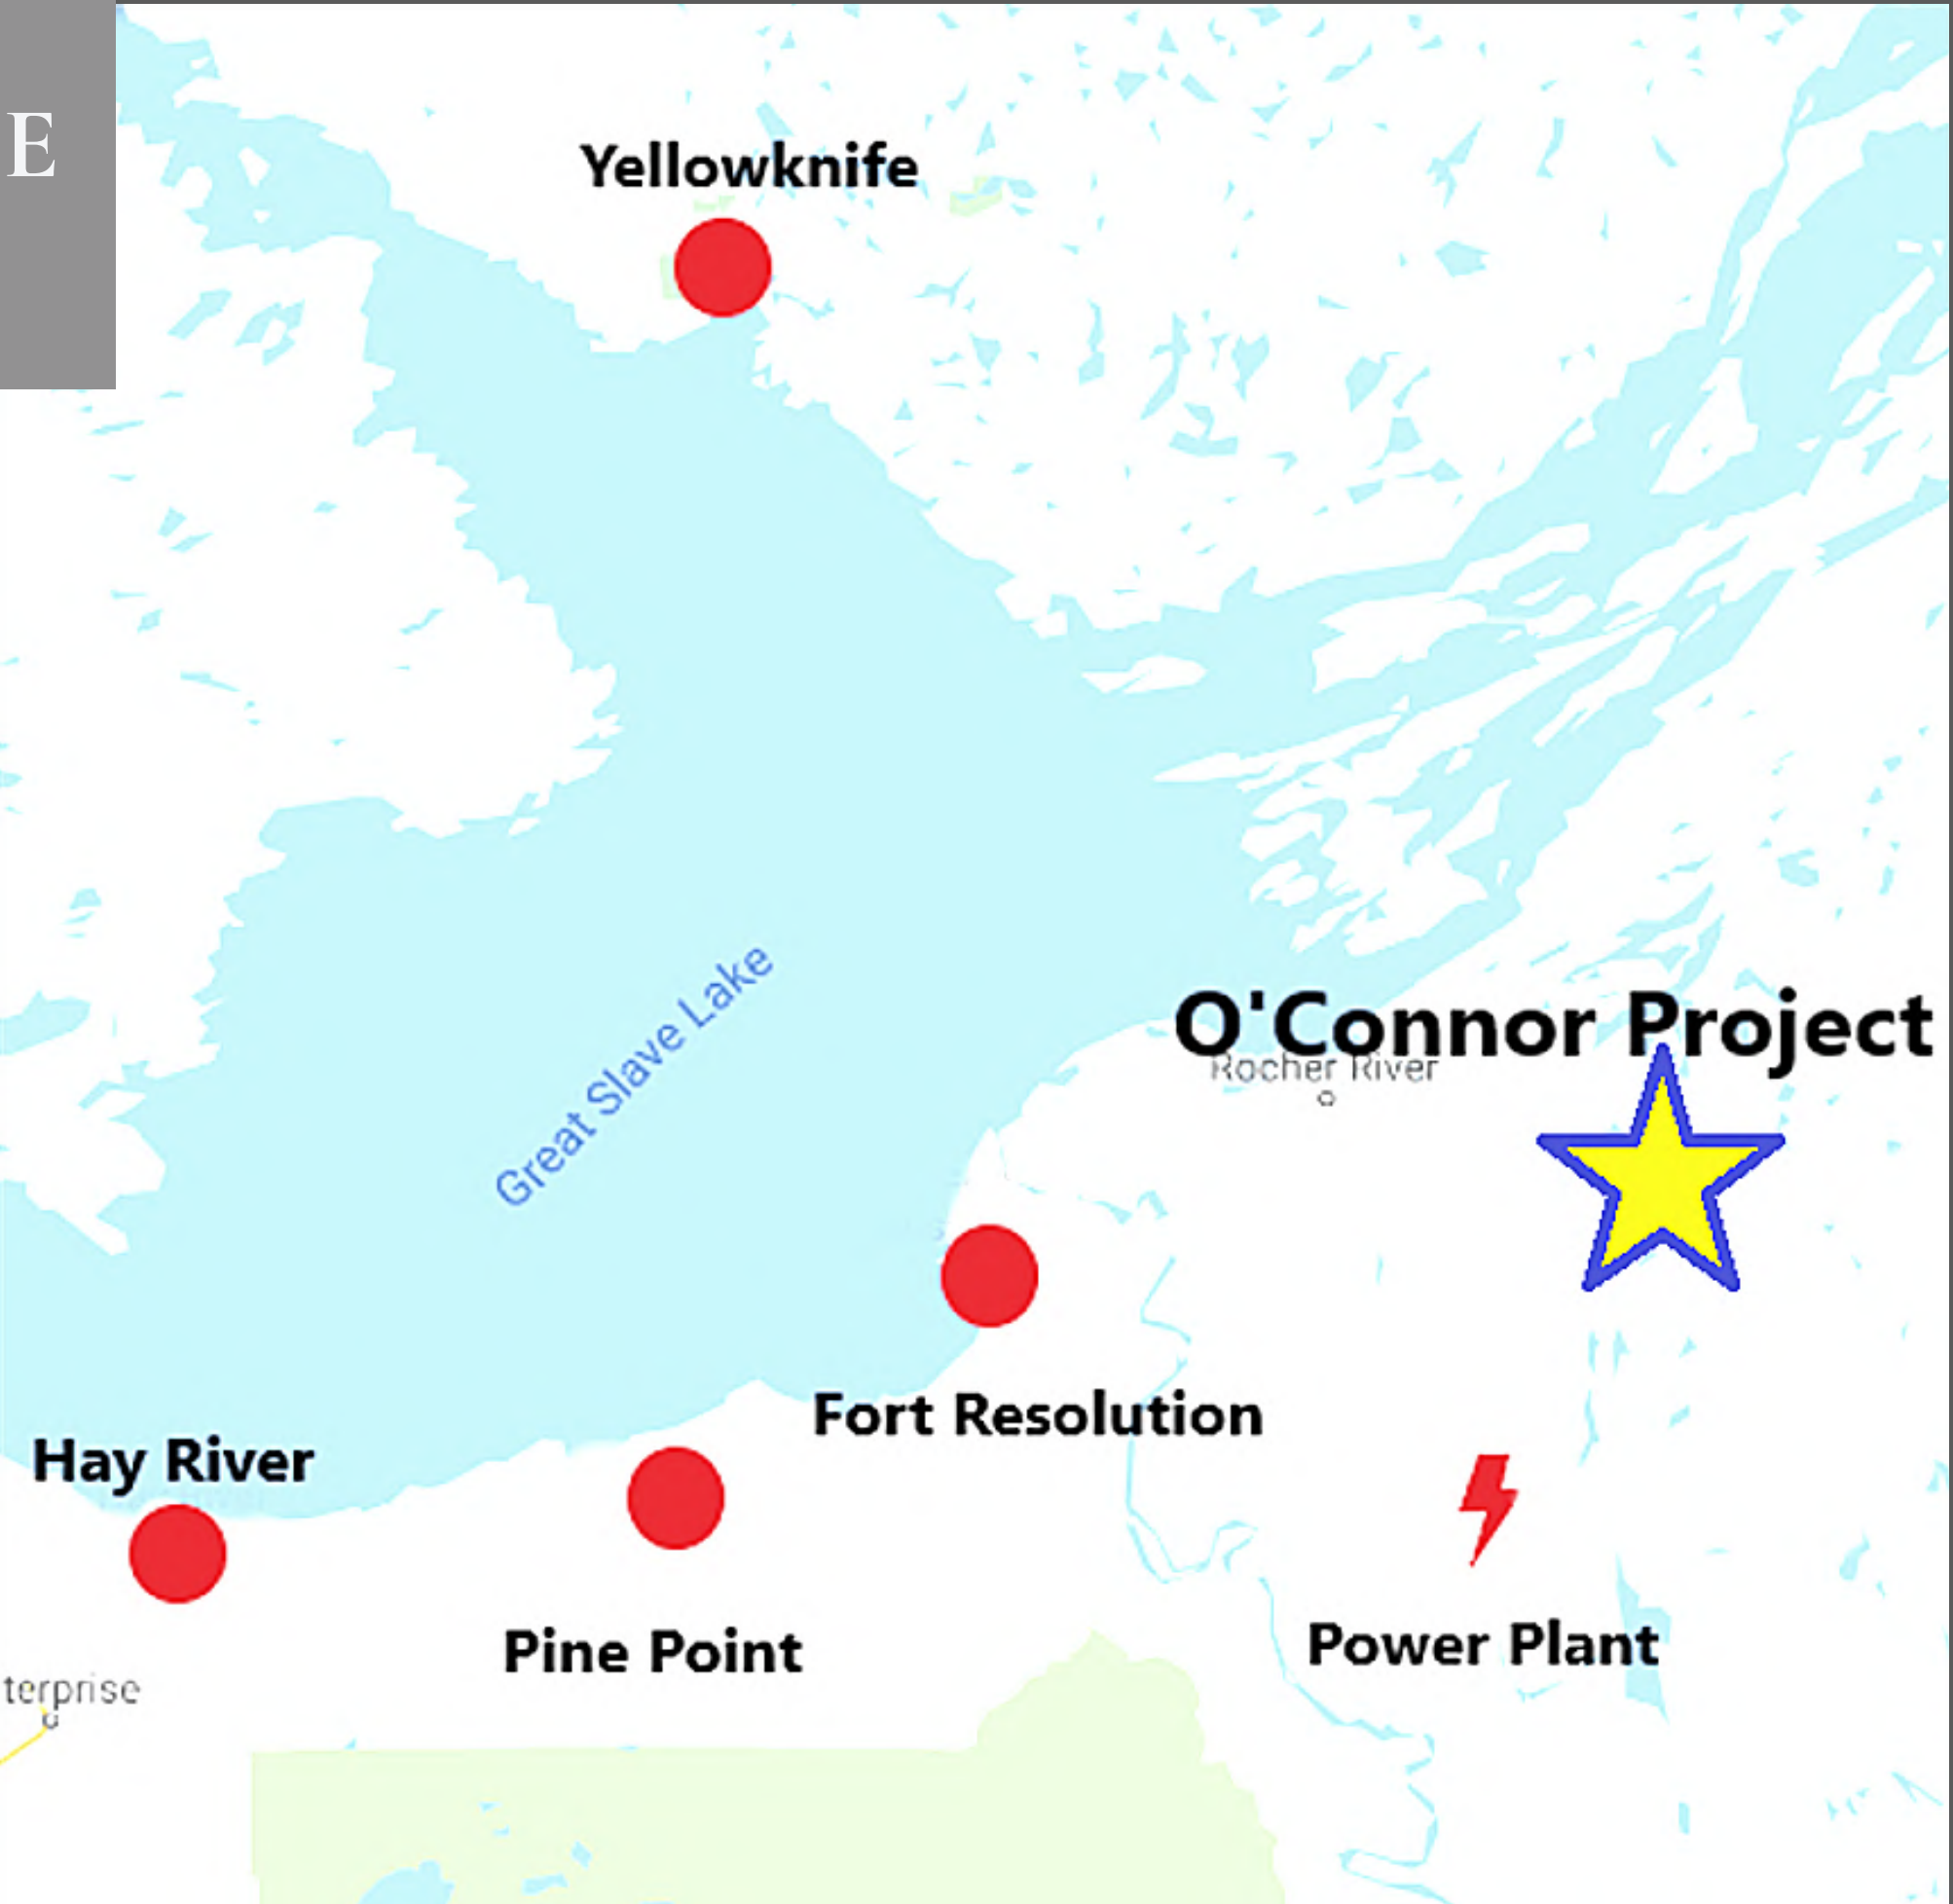 E
Yellowknife
Great Slave Lake
O'Connor Project
Rocher River
Fort Resolution
Hay River
Pine Point
Power Plant
terprise